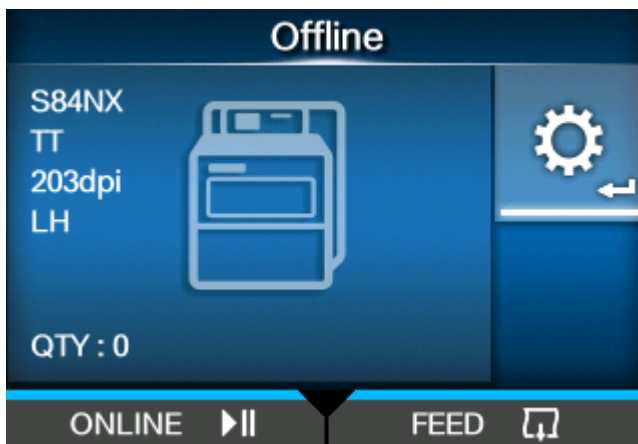 Offline
S84NX
TT
203dpi
LH
QTY : 0
ONLINE
FEED